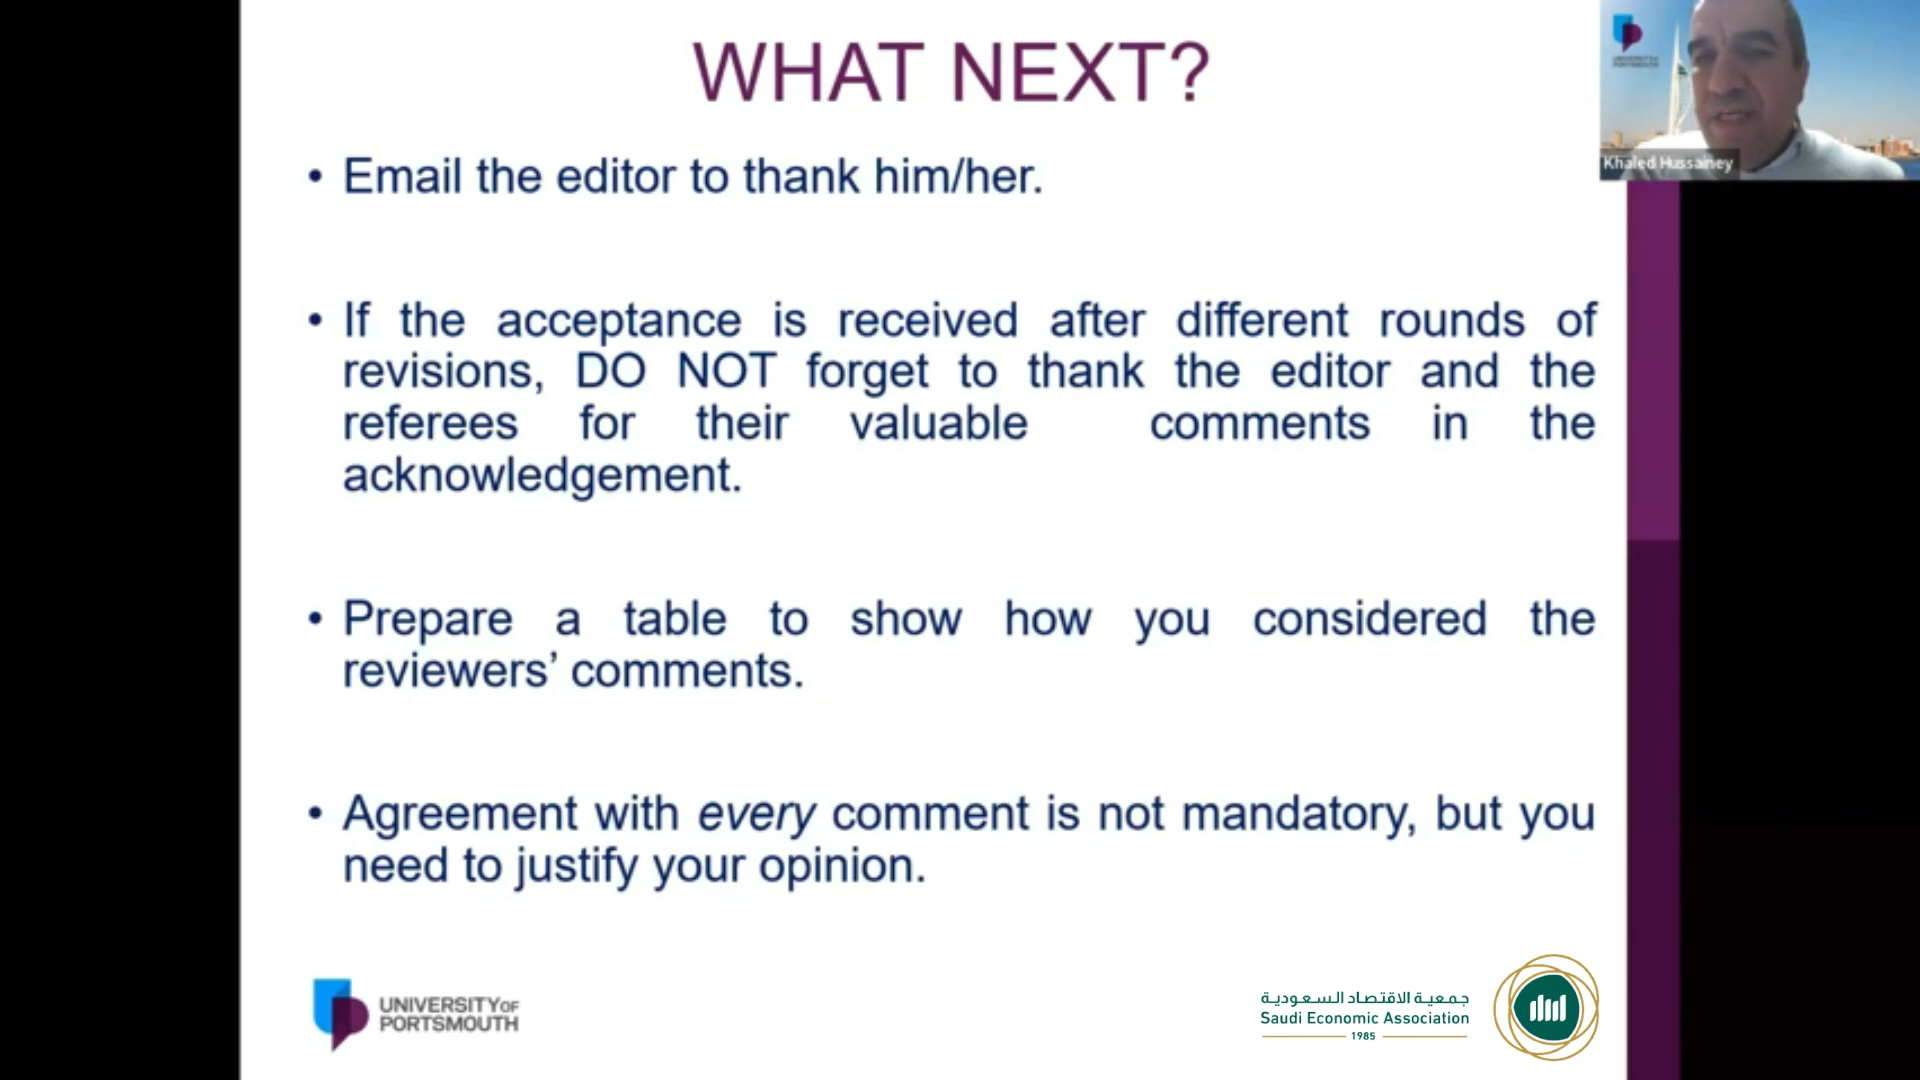 WHAT NEXT?
• Email the editor to thank him/her.
• If the acceptance is received after different rounds of
revisions, DO NOT forget to thank the editor and the
referees for their valuable comments in the
acknowledgement.
• Prepare a table to show how you considered the
reviewers’ comments.
• Agreement with every comment is not mandatory, but you
need to justify your opinion.
UNIVERSITY OF
PORTSMOUTH
جمعية الاقتصاد السعودية
Saudi Economic Association
1985
UNIVERSITY OF
PORTSMOUTH
Khaled Hussainey